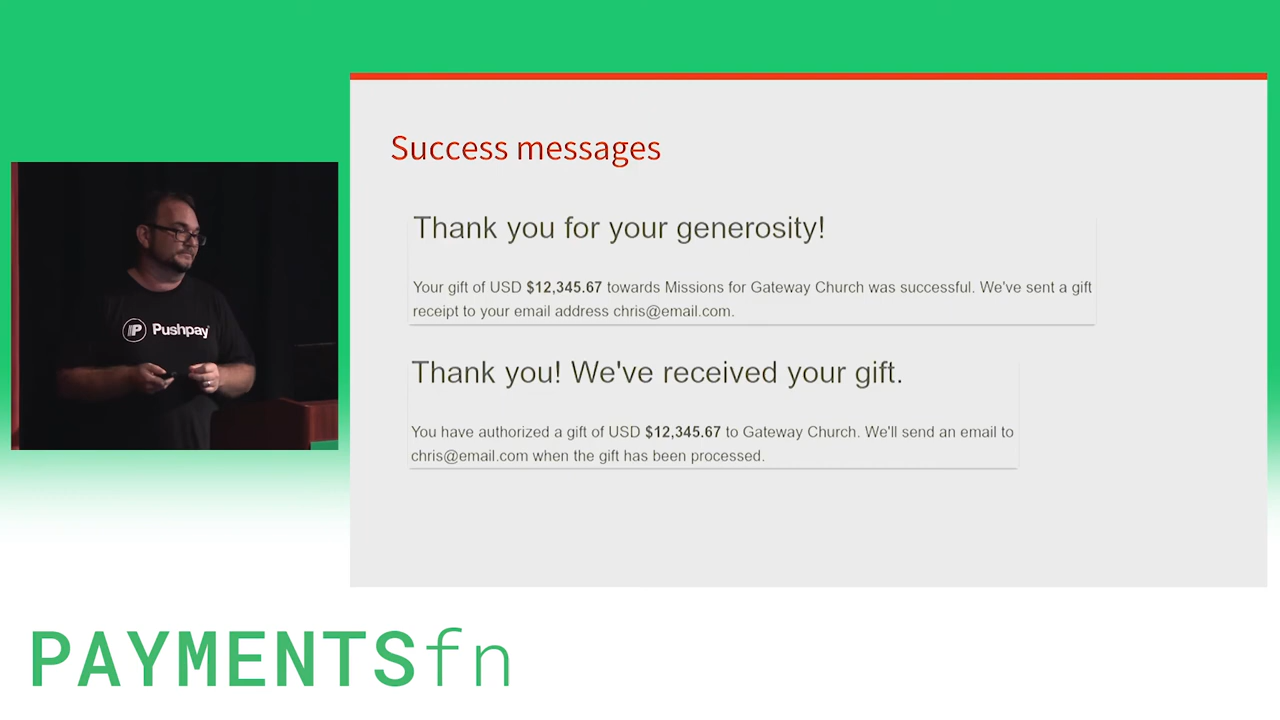 Success messages
Thank you for your generosity!
Your gift of USD $12,345.67 towards Missions for Gateway Church was successful. We've sent a gift
receipt to your email address chris@email.com.
Thank you! We've received your gift.
You have authorized a gift of USD $12,345.67 to Gateway Church. We'll send an email to
chris@email.com when the gift has been processed.
Pushpay
PAYMENTSfn